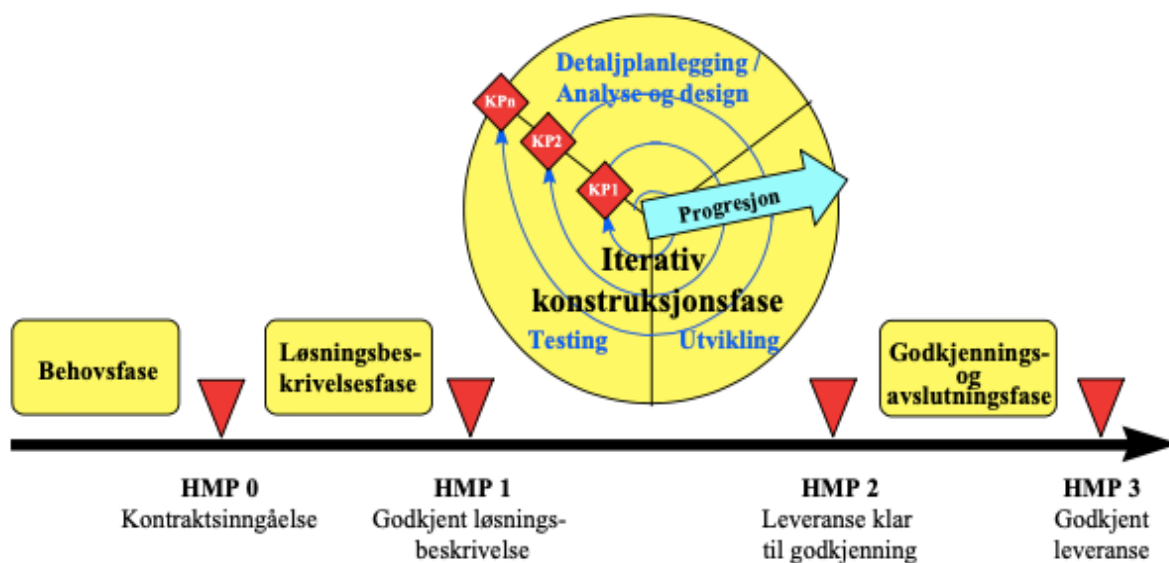 Detaljplanlegging /
Analyse og design
KPn
KP2
KP1
Progresjon
Iterativ
konstruksjonsfase
Testing
Utvikling
Behovsfase
Løsningsbes-
krivelsesfase
Godkjennings-
og
avslutningsfase
HMP 0
Kontraktsinngåelse
HMP 1
Godkjent løsnings-
beskrivelse
HMP 2
Leveranse klar
til godkjenning
HMP 3
Godkjent
leveranse